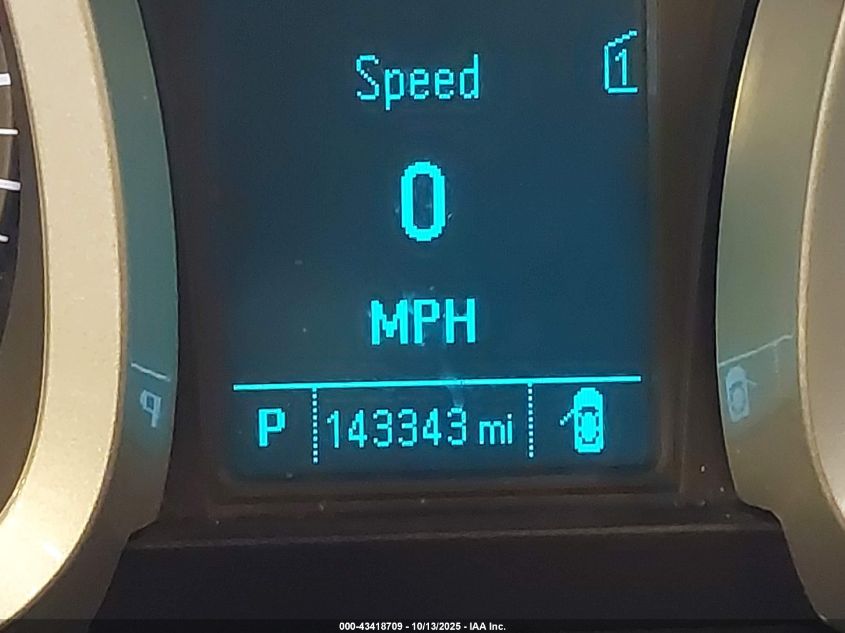 Speed
1
0
MPH
P 143343 mi
000-43418709 - 10/13/2025 - IAA Inc.